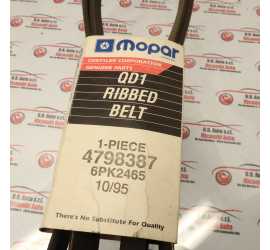 Mopar
CHRYSLER CORPORATION
GENUINE PARTS
QD1
RIBBED
BELT
1-PIECE
4798387
6PK2465
10/95
There's No Substitute For Quality